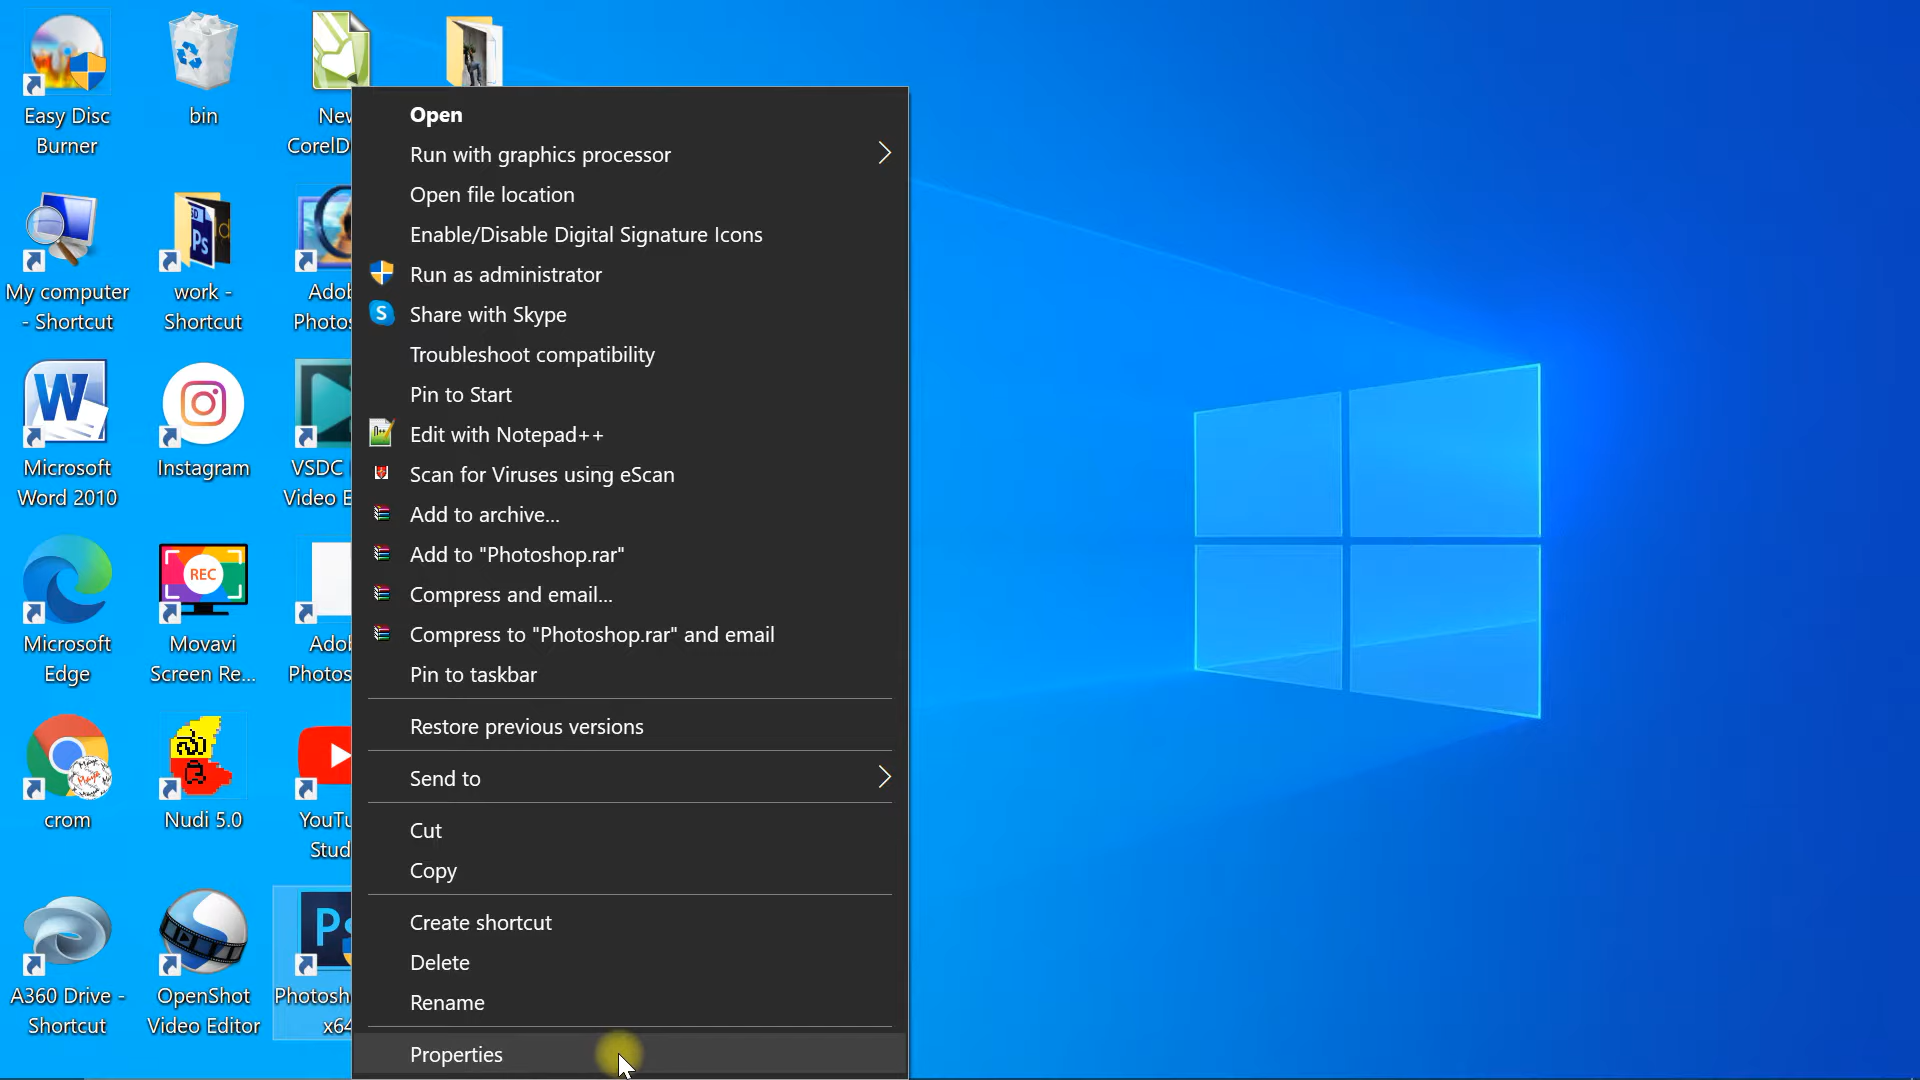 Easy Disc
Burner
bin
New
CorelD
My computer
- Shortcut
work -
Shortcut
Adob
Photos
Microsoft
Word 2010
Instagram
VSDC
Video E
Microsoft
Edge
REC
Movavi
Screen Re...
Adob
Photos
crom
ನು
ಡಿ
Nudi 5.0
YouTu
Stud
A360 Drive -
Shortcut
OpenShot
Video Editor
Ps
Photosh
x64
Open
Run with graphics processor
Open file location
Enable/Disable Digital Signature Icons
Run as administrator
Share with Skype
Troubleshoot compatibility
Pin to Start
Edit with Notepad++
Scan for Viruses using eScan
Add to archive...
Add to "Photoshop.rar"
Compress and email...
Compress to "Photoshop.rar" and email
Pin to taskbar
Restore previous versions
Send to
Cut
Copy
Create shortcut
Delete
Rename
Properties